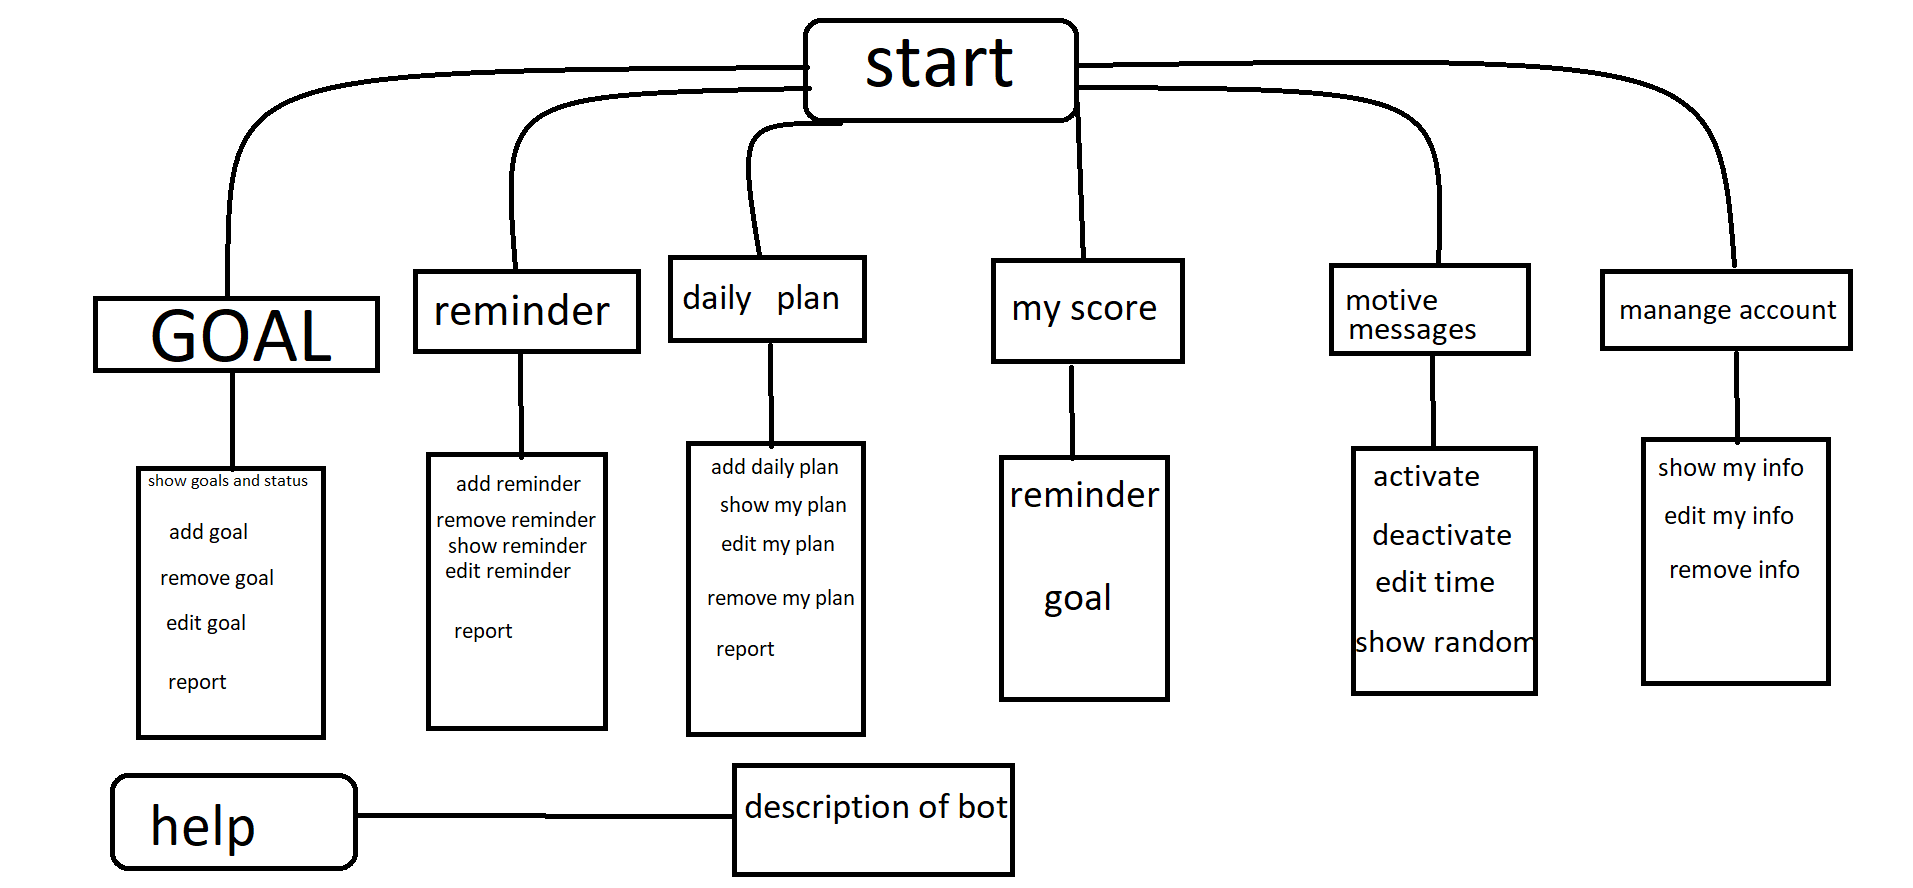 start
GOAL
reminder
daily plan
my score
motive
messages
manange account
show goals and status
add goal
remove goal
edit goal
report
add reminder
remove reminder
show reminder
edit reminder
report
add daily plan
show my plan
edit my plan
remove my plan
report
reminder
goal
activate
deactivate
edit time
show random
show my info
edit my info
remove info
help
description of bot